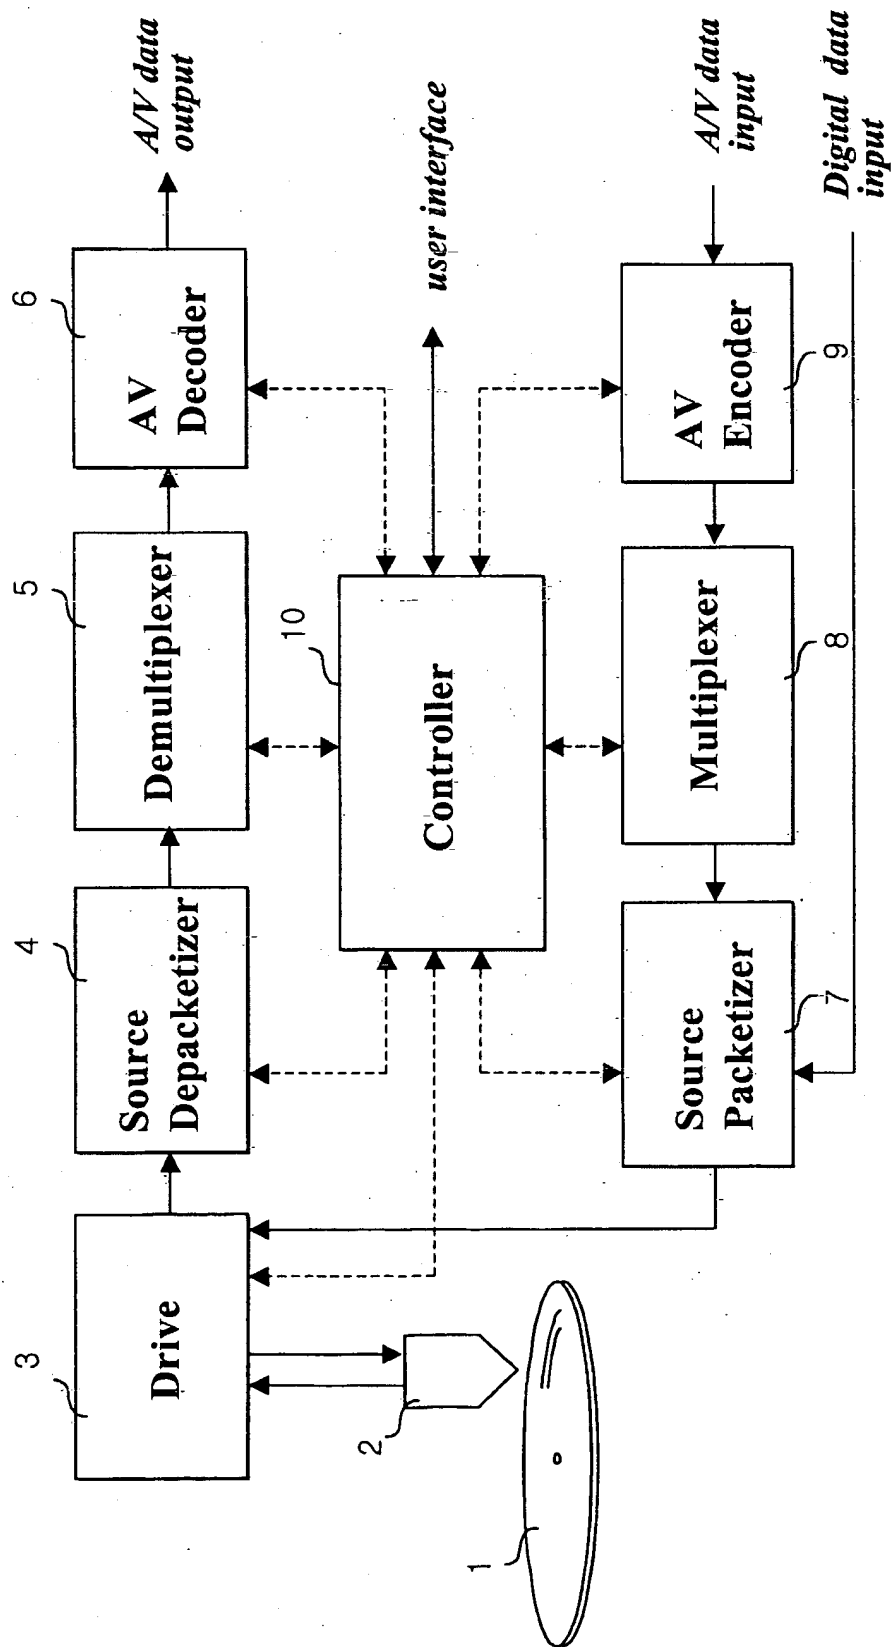 3
Drive
4
Source
Depacketizer
5
Demultiplexer
6
AV
Decoder
A/V data
output
10
Controller
user interface
2
1
Source
Packetizer
7
Multiplexer
8
AV
Encoder
9
A/V data
input
Digital data
input